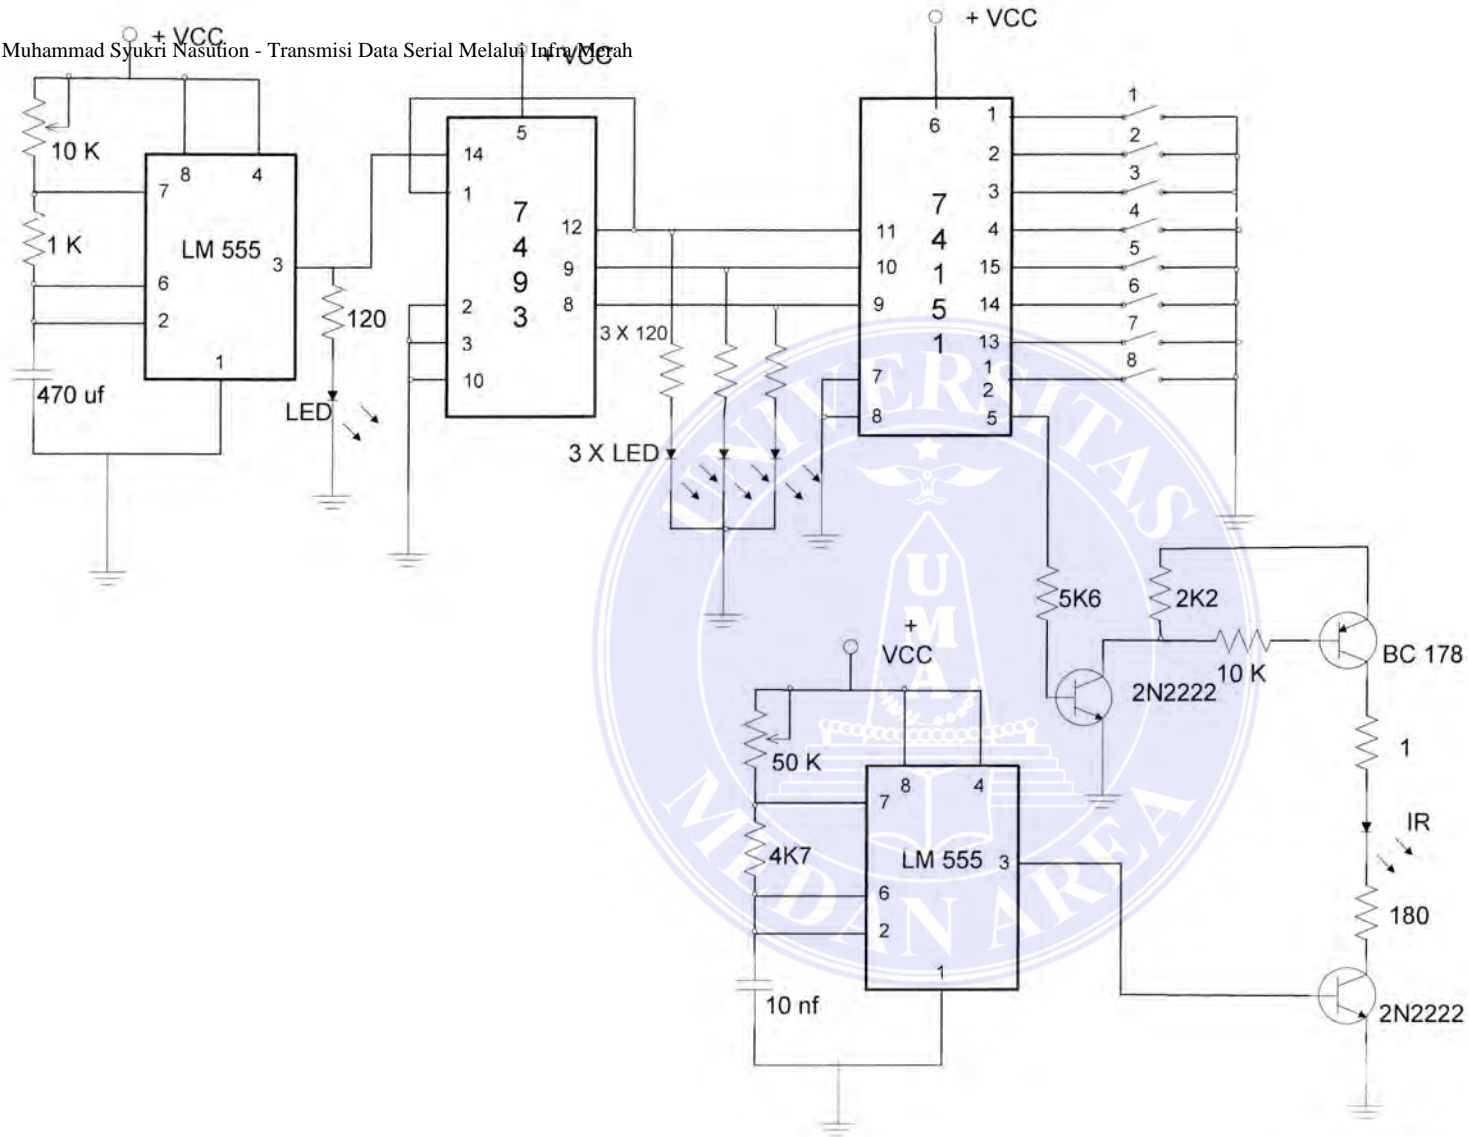 + VCC
Muhammad Syukri Nasution - Transmisi Data Serial Melalui Infra Merah
+ VCC
+ VCC
10 K
1 K
470 uf
8
4
7
LM 555
3
6
2
1
120
LED
5
14
1
7
4
9
3
12
9
8
2
3
10
3 X 120
3 X LED
6
1
2
3
4
15
14
13
1
2
5
7
4
1
5
1
11
10
9
7
8
1
2
3
4
5
6
7
8
5K6
2K2
10 K
BC 178
2N2222
1
IR
180
2N2222
+
VCC
50 K
4K7
10 nf
8
4
7
LM 555
3
6
2
1
UNIVERSITAS
U
M
A
MEDAN AREA